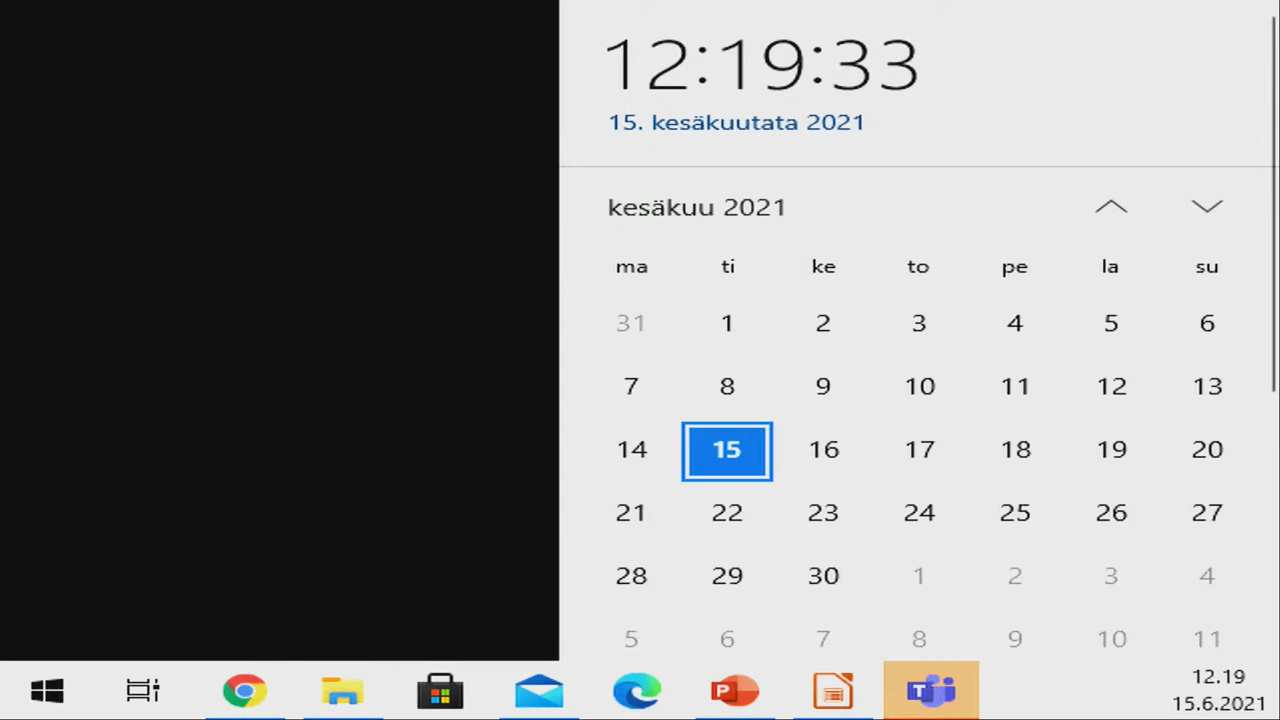 12:19:33
15. kesäkuutata 2021
kesäkuu 2021
ma ti ke to pe la su
31 1 2 3 4 5 6
7 8 9 10 11 12 13
14 15 16 17 18 19 20
21 22 23 24 25 26 27
28 29 30 1 2 3 4
5 6 7 8 9 10 11
P T 12.19
15.6.2021